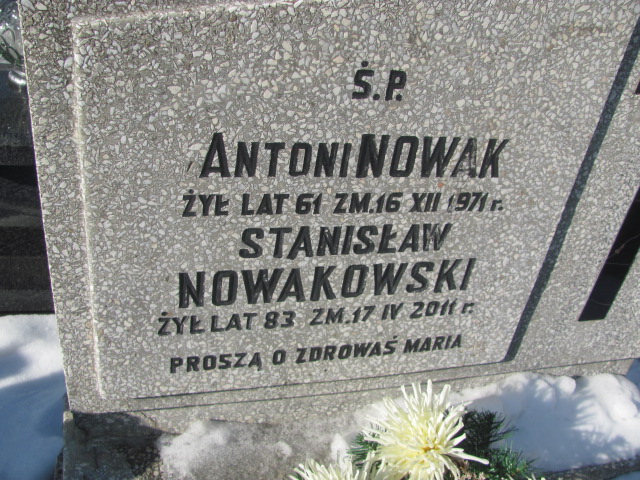 Ś.P.
ANTONI NOWAK
ŻYŁ LAT 61 ZM.16 XII 1971 r.
STANISŁAW
NOWAKOWSKI
ŻYŁ LAT 83 ZM.17 IV 2011 r.
PROSZĄ O ZDROWAŚ MARIA